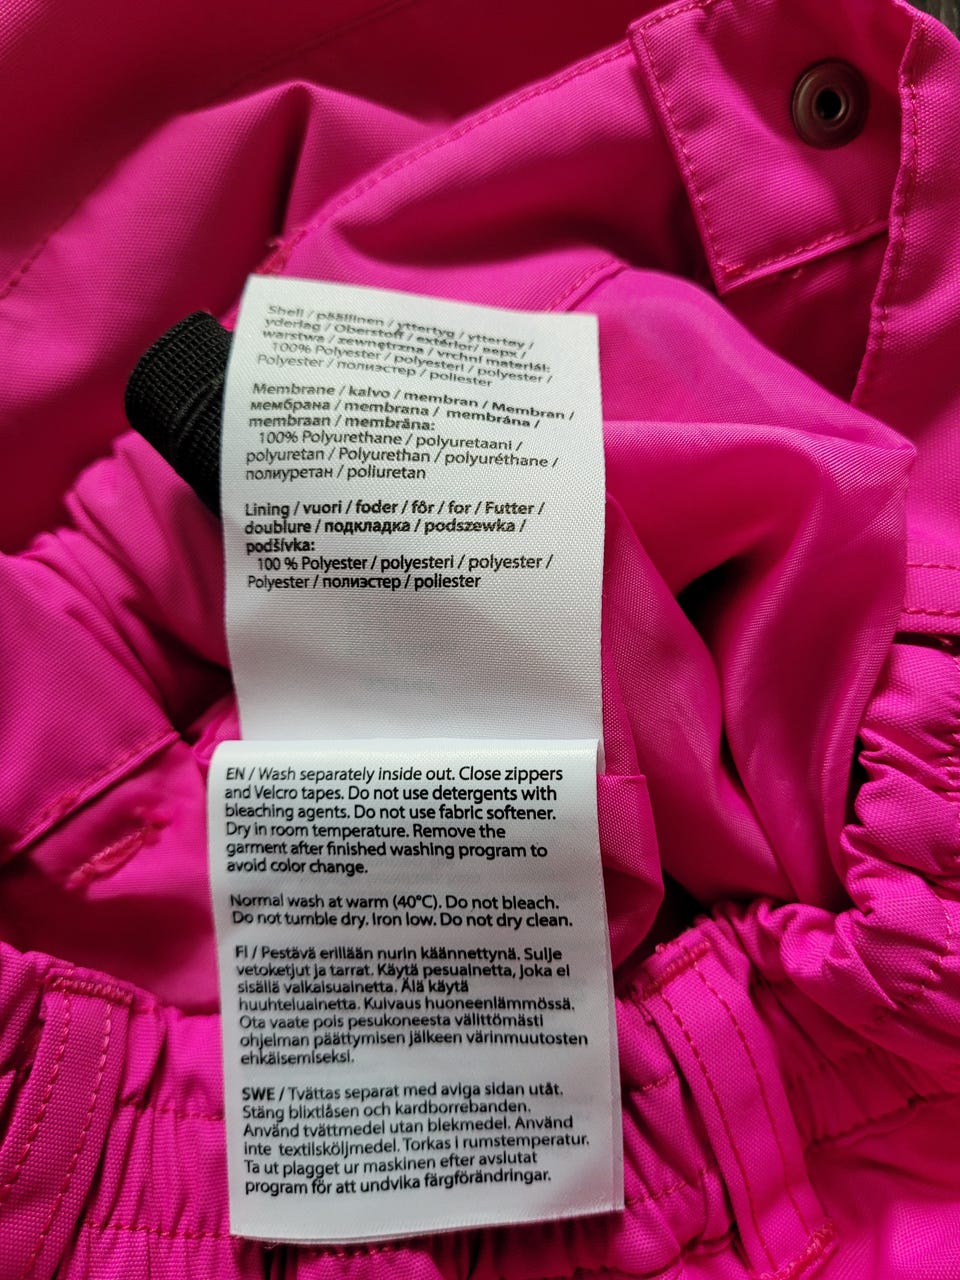 Shell / päällinen / yttertyg / yttertøy /
yderlag / Oberstoff / extérior/ верх /
warstwa / zewnętrzna / vrchní materiál:
100% Polyester / polyesteri / polyester /
Polyester / полиэстер / poliester
Membrane / kalvo / membran / Membran /
мембрана / membrana / membrána /
membraan / membrāna:
100% Polyurethane / polyuretaani /
polyuretan / Polyurethan / polyuréthane /
полиуретан / poliuretan
Lining / vuori / foder / fôr / for / Futter /
doublure / подкладка / podszewka /
podšívka:
100 % Polyester / polyesteri / polyester /
Polyester / полиэстер / poliester
EN / Wash separately inside out. Close zippers
and Velcro tapes. Do not use detergents with
bleaching agents. Do not use fabric softener.
Dry in room temperature. Remove the
garment after finished washing program to
avoid color change.
Normal wash at warm (40°C). Do not bleach.
Do not tumble dry. Iron low. Do not dry clean.
FI / Pestävä erillään nurin käännettynä. Sulje
vetoketjut ja tarrat. Käytä pesuainetta, joka ei
sisällä valkaisuainetta. Älä käytä
huuhteluainetta. Kuivaus huoneenlämmössä.
Ota vaate pois pesukoneesta välittömästi
ohjelman päättymisen jälkeen värinmuutosten
ehkäisemiseksi.
SWE / Tvättas separat med aviga sidan utåt.
Stäng blixtlåsen och kardborrebanden.
Använd tvättmedel utan blekmedel. Använd
inte textilsköljmedel. Torkas i rumstemperatur.
Ta ut plagget ur maskinen efter avslutat
program för att undvika färgförändringar.